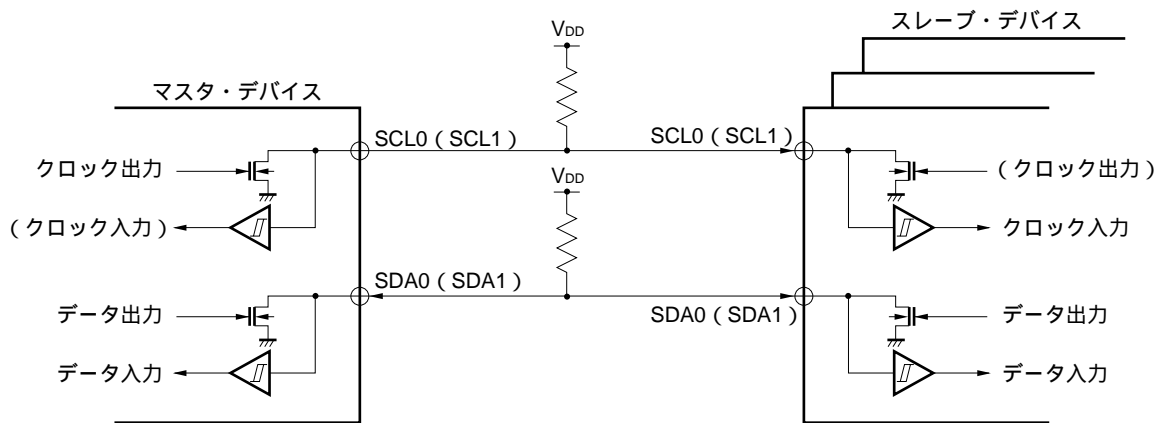 スレーブ・デバイス
VDD
マスタ・デバイス
SCL0（SCL1）
SCL0（SCL1）
クロック出力
（クロック出力）
VDD
（クロック入力）
クロック入力
SDA0（SDA1）
SDA0（SDA1）
データ出力
データ出力
データ入力
データ入力